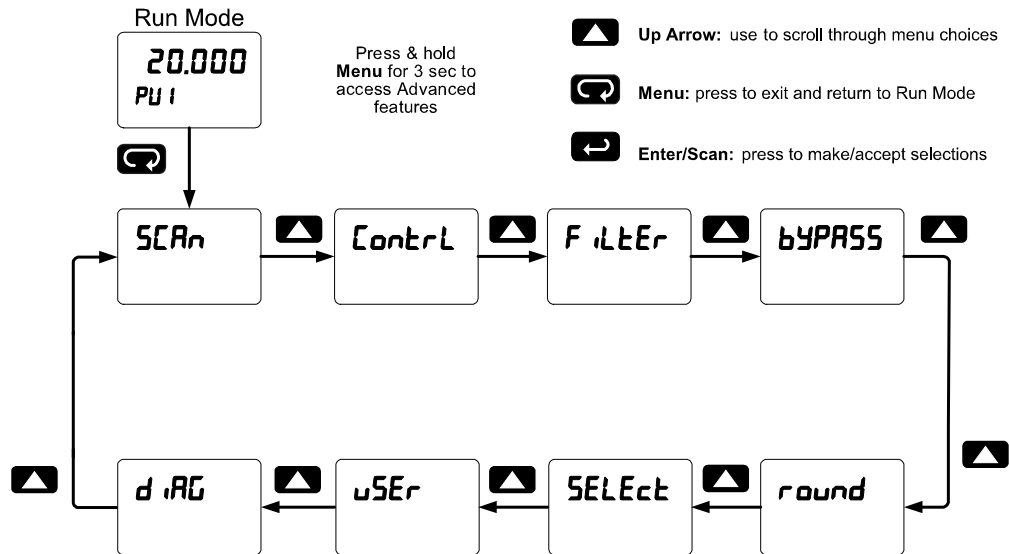 Run Mode
20.000
PU1
Press & hold
Menu for 3 sec to
access Advanced
features
Up Arrow: use to scroll through menu choices
Menu: press to exit and return to Run Mode
Enter/Scan: press to make/accept selections
SCAn
ContrL
FiLtEr
bYPASS
diAG
uSEr
SELEct
round